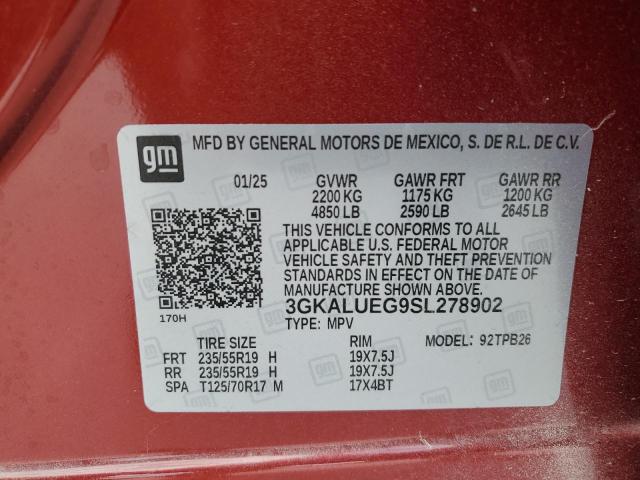 gm
MFD BY GENERAL MOTORS DE MEXICO, S. DE R.L. DE C.V.
01/25 GVWR GAWR FRT GAWR RR
2200 KG 1175 KG 1200 KG
4850 LB 2590 LB 2645 LB
THIS VEHICLE CONFORMS TO ALL
APPLICABLE U.S. FEDERAL MOTOR
VEHICLE SAFETY AND THEFT PREVENTION
STANDARDS IN EFFECT ON THE DATE OF
MANUFACTURE SHOWN ABOVE.
170H
3GKALUEG9SL278902
TYPE: MPV
TIRE SIZE RIM MODEL: 92TPB26
FRT 235/55R19 H 19X7.5J
RR 235/55R19 H 19X7.5J
SPA T125/70R17 M 17X4BT